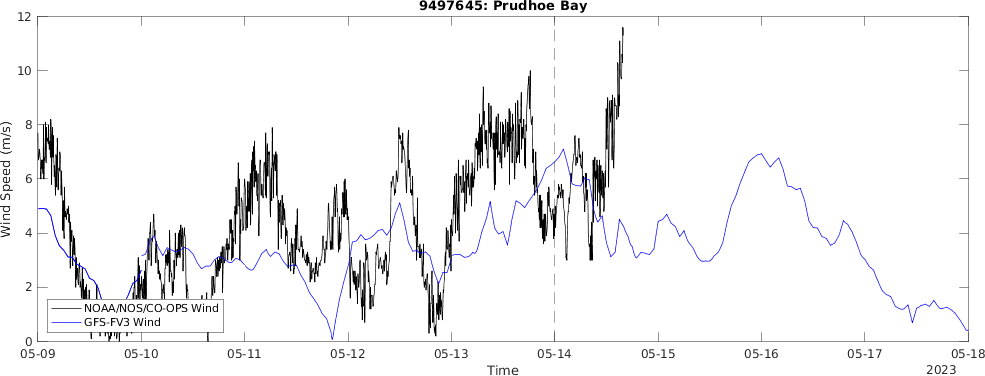 9497645: Prudhoe Bay
12
10
8
6
4
2
0
Wind Speed (m/s)
NOAA/NOS/CO-OPS Wind
GFS-FV3 Wind
05-09 05-10 05-11 05-12 05-13 05-14 05-15 05-16 05-17 05-18
Time
2023